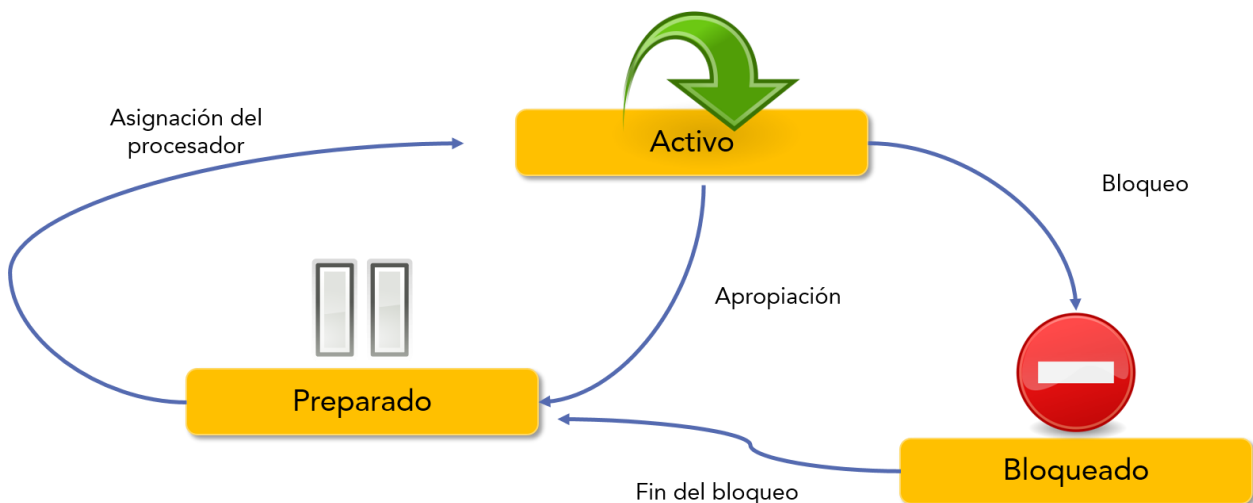 Asignación del
procesador
Activo
Bloqueo
Apropiación
Preparado
Bloqueado
Fin del bloqueo